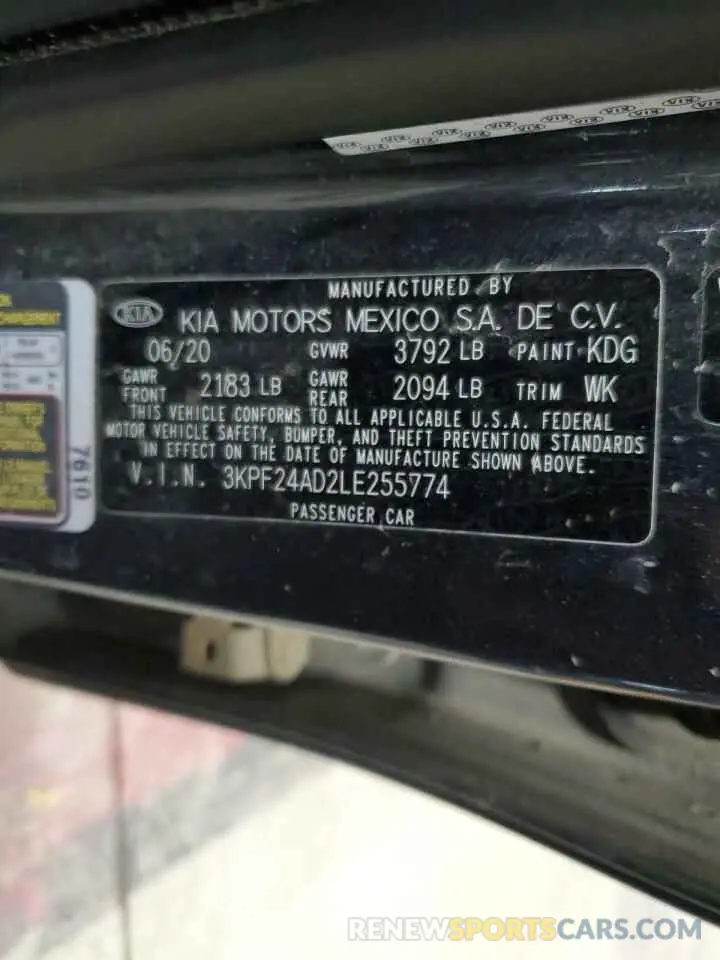 MANUFACTURED BY
KIA KIA MOTORS MEXICO S.A. DE C.V.
06/20 GVWR 3792 LB PAINT KDG
GAWR FRONT 2183 LB GAWR REAR 2094 LB TRIM WK
THIS VEHICLE CONFORMS TO ALL APPLICABLE U.S.A. FEDERAL
MOTOR VEHICLE SAFETY, BUMPER, AND THEFT PREVENTION STANDARDS
IN EFFECT ON THE DATE OF MANUFACTURE SHOWN ABOVE.
V.I.N. 3KPF24AD2LE255774
PASSENGER CAR
7610
RENEWSPORTSCARS.COM